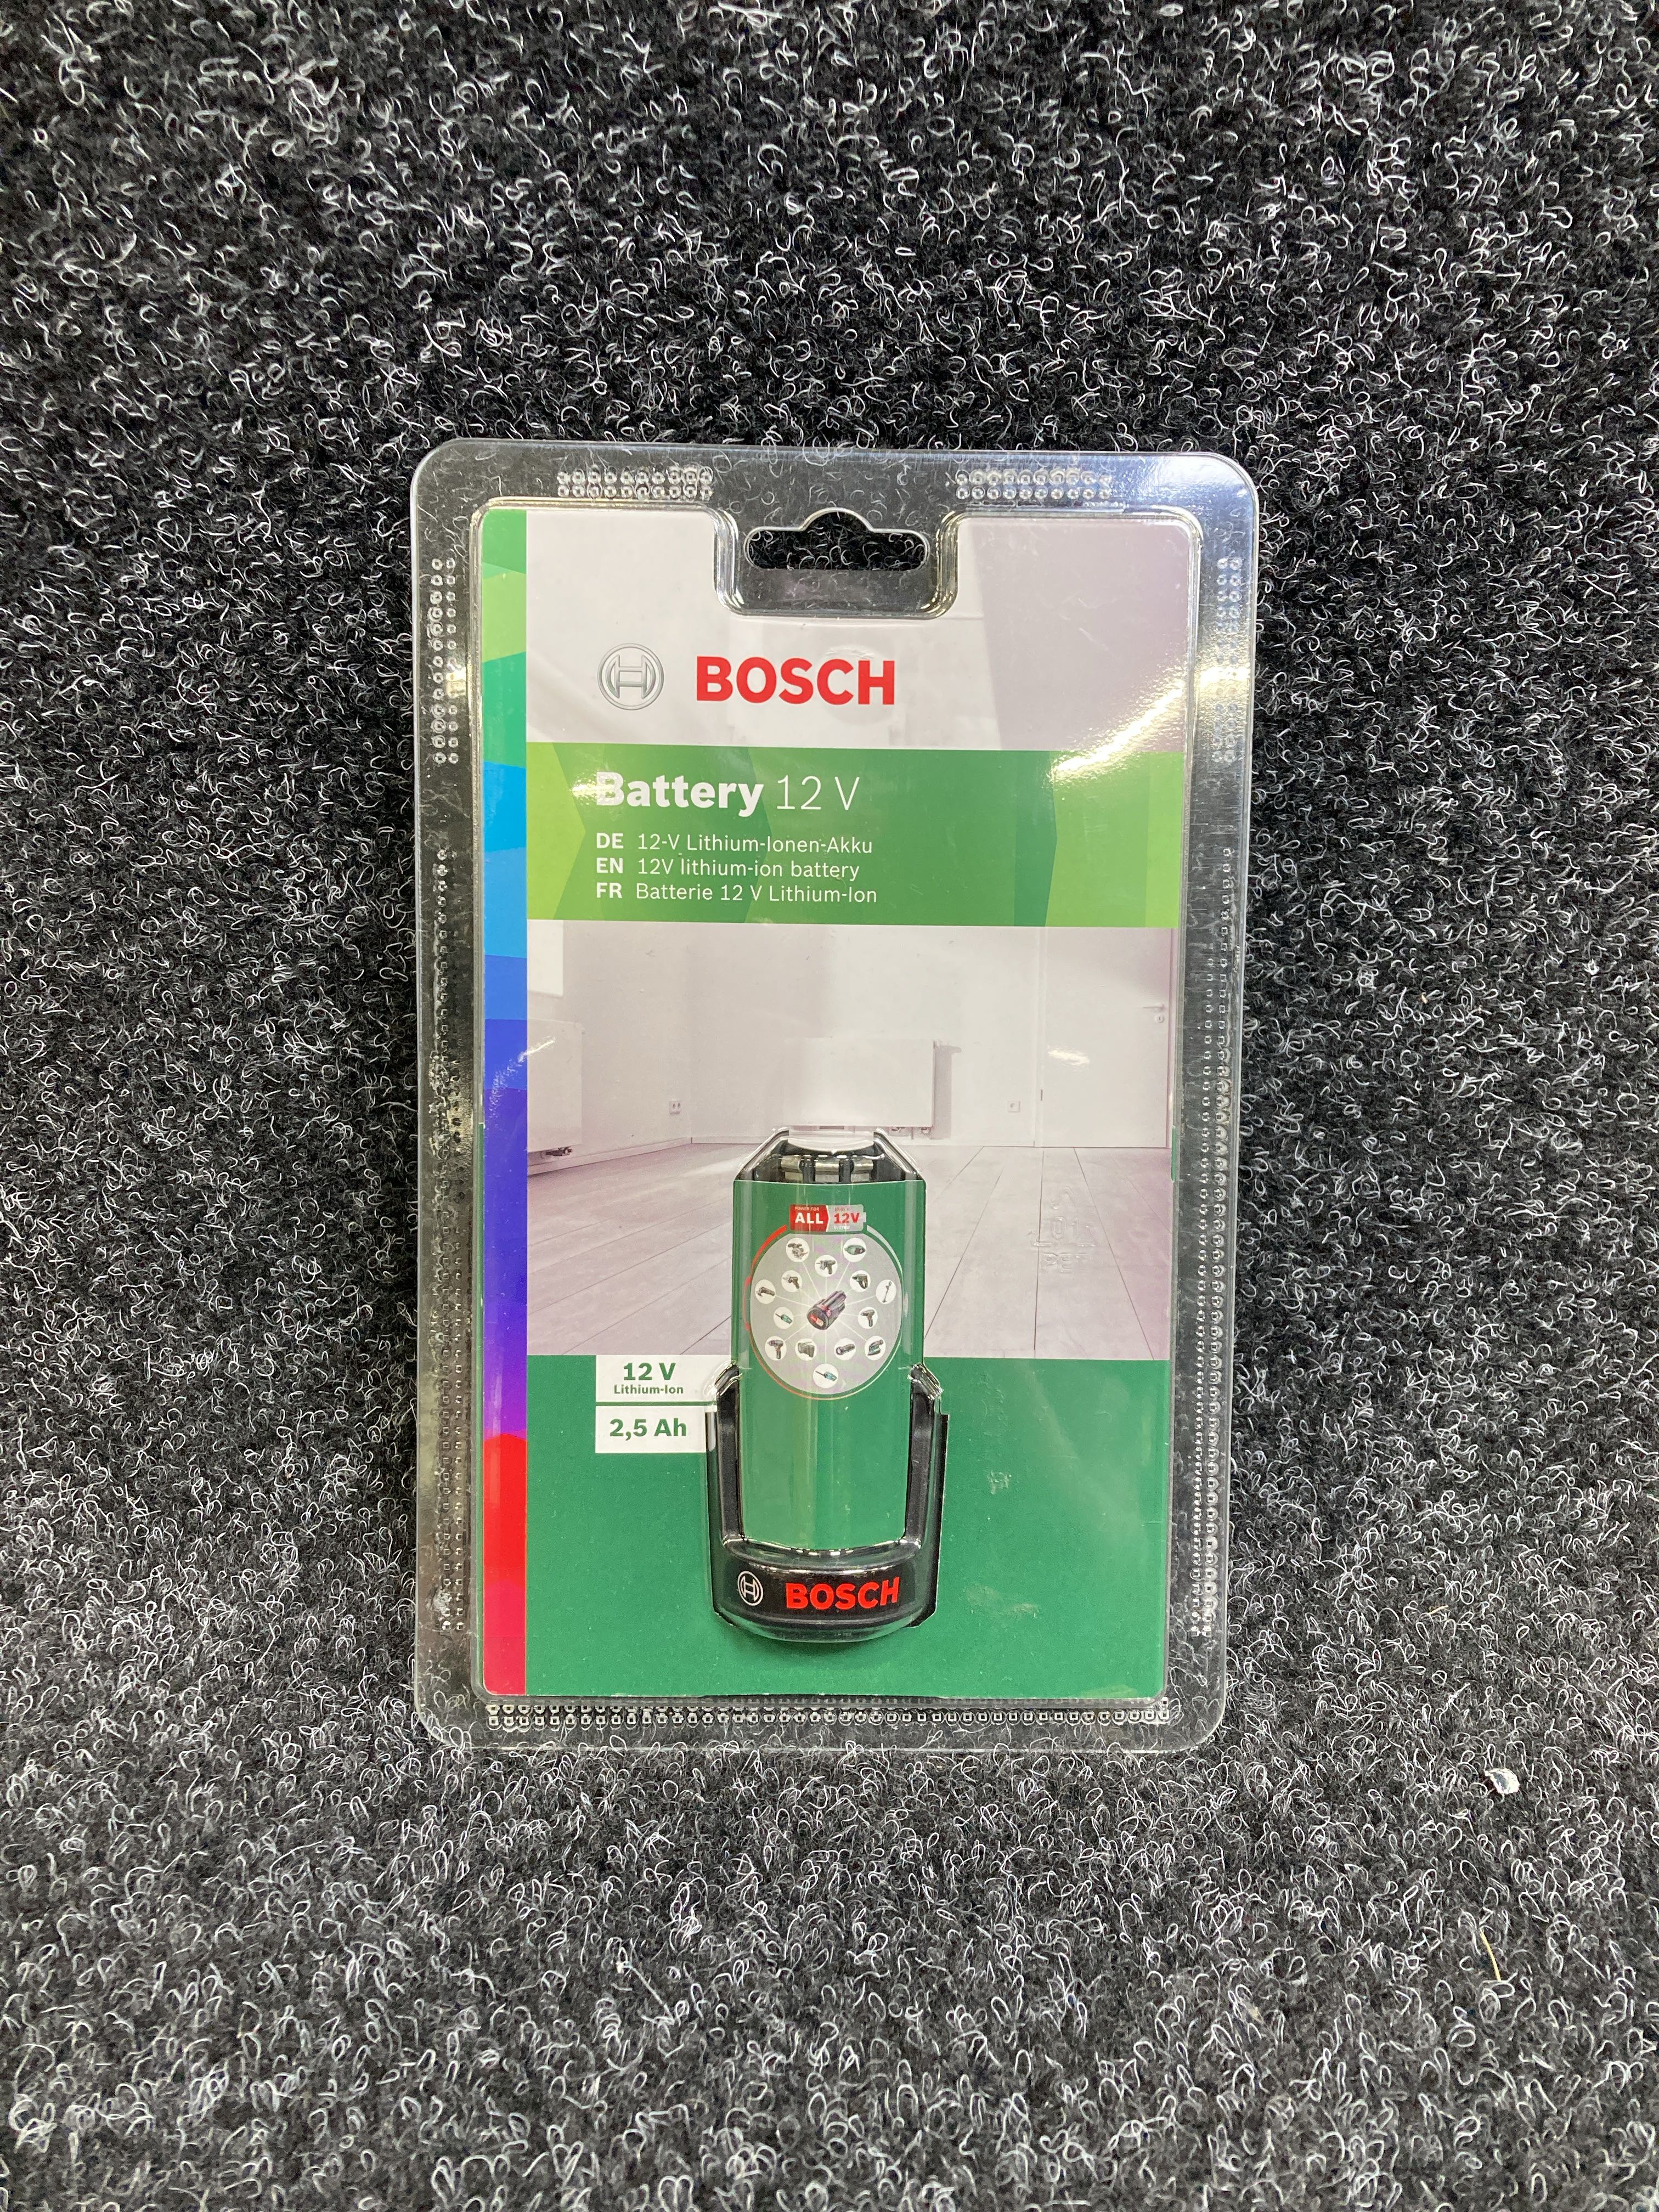 BOSCH
Battery 12 V
DE 12-V Lithium-Ionen-Akku
EN 12V lithium-ion battery
FR Batterie 12 V Lithium-Ion
ALL 12V
12 V
Lithium-Ion
2,5 Ah
BOSCH